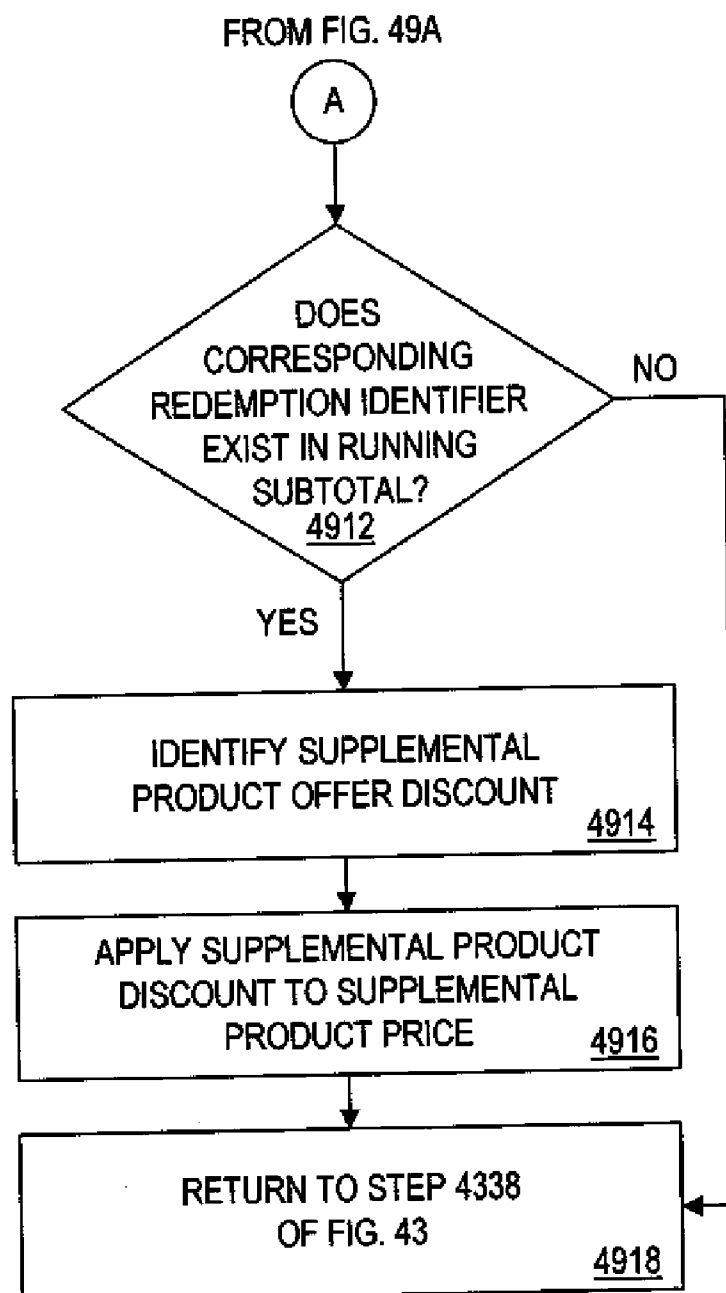 FROM FIG. 49A
A
DOES
CORRESPONDING
REDEMPTION IDENTIFIER
EXIST IN RUNNING
SUBTOTAL?
4912
NO
YES
IDENTIFY SUPPLEMENTAL
PRODUCT OFFER DISCOUNT
4914
APPLY SUPPLEMENTAL PRODUCT
DISCOUNT TO SUPPLEMENTAL
PRODUCT PRICE
4916
RETURN TO STEP 4338
OF FIG. 43
4918